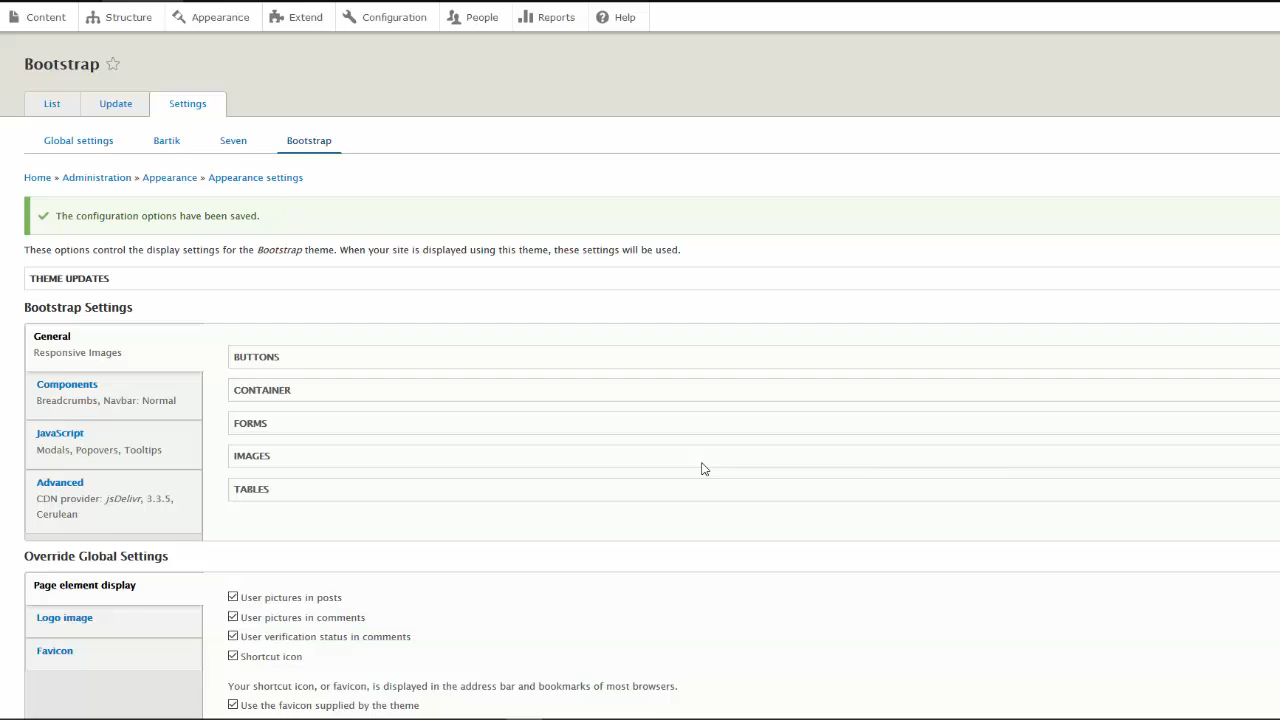 Content Structure Appearance Extend Configuration People Reports Help
Bootstrap
List Update Settings
Global settings Bartik Seven Bootstrap
Home » Administration » Appearance » Appearance settings
The configuration options have been saved.
These options control the display settings for the Bootstrap theme. When your site is displayed using this theme, these settings will be used.
THEME UPDATES
Bootstrap Settings
General
Responsive Images
Components
Breadcrumbs, Navbar: Normal
JavaScript
Modals, Popovers, Tooltips
Advanced
CDN provider: jsDelivr, 3.3.5,
Cerulean
BUTTONS
CONTAINER
FORMS
IMAGES
TABLES
Override Global Settings
Page element display
Logo image
Favicon
User pictures in posts
User pictures in comments
User verification status in comments
Shortcut icon
Your shortcut icon, or favicon, is displayed in the address bar and bookmarks of most browsers.
Use the favicon supplied by the theme